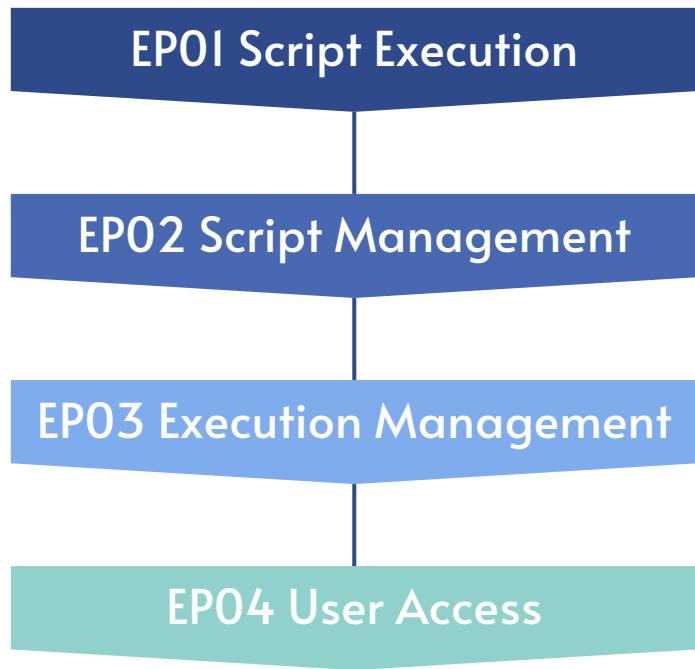 EP01 Script Execution
EP02 Script Management
EP03 Execution Management
EP04 User Access